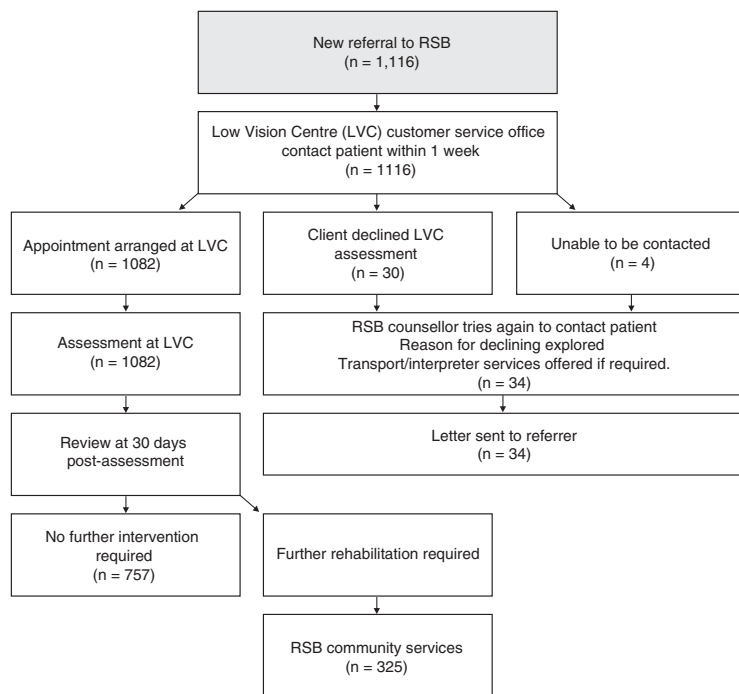 New referral to RSB
(n = 1,116)
Low Vision Centre (LVC) customer service office
contact patient within 1 week
(n = 1116)
Appointment arranged at LVC
(n = 1082)
Client declined LVC
assessment
(n = 30)
Unable to be contacted
(n = 4)
Assessment at LVC
(n = 1082)
RSB counsellor tries again to contact patient
Reason for declining explored
Transport/interpreter services offered if required.
(n = 34)
Review at 30 days
post-assessment
Letter sent to referrer
(n = 34)
No further intervention
required
(n = 757)
Further rehabilitation required
RSB community services
(n = 325)